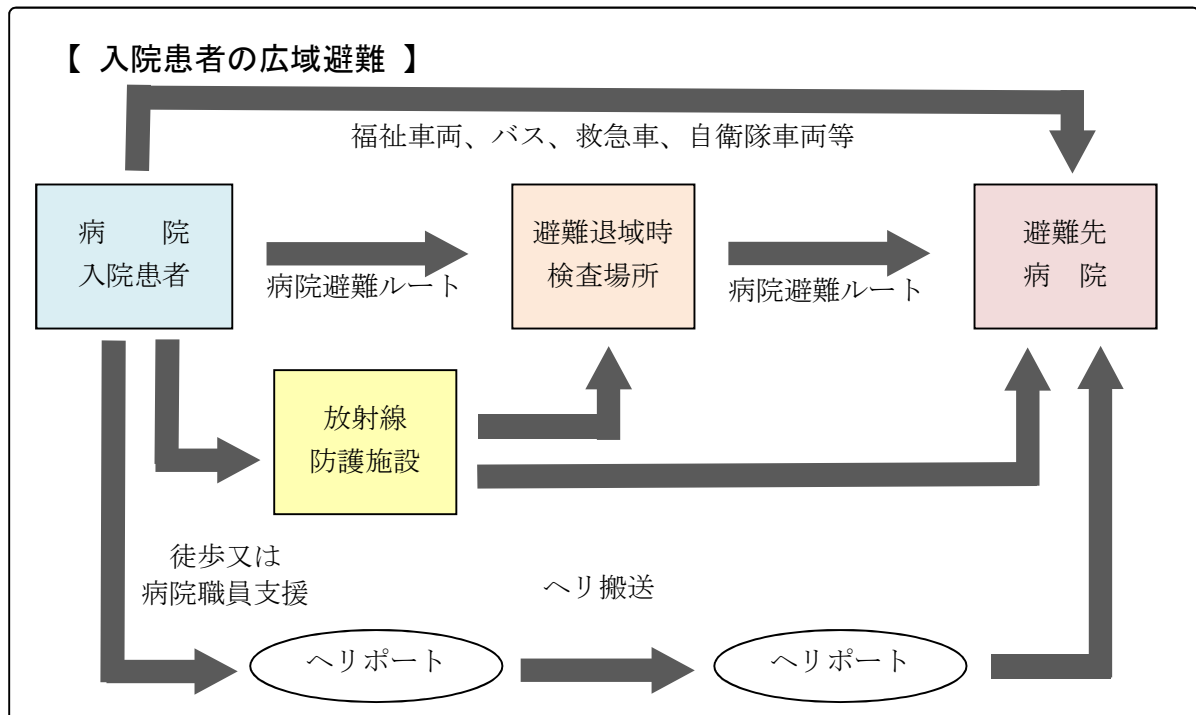 【 入院患者の広域避難 】
福祉車両、バス、救急車、自衛隊車両等
病　　院
入院患者
病院避難ルート
避難退域時
検査場所
病院避難ルート
避難先
病　院
放射線
防護施設
徒歩又は
病院職員支援
ヘリ搬送
ヘリポート
ヘリポート